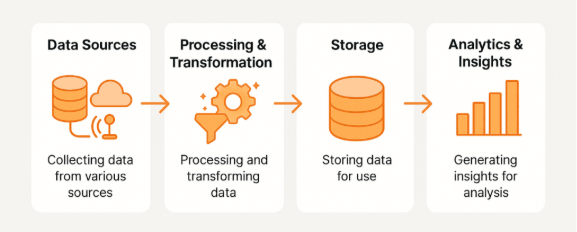 Data Sources
Collecting data
from various
sources
Processing &
Transformation
Processing and
transforming
data
Storage
Storing data
for use
Analytics &
Insights
Generating
insights for
analysis